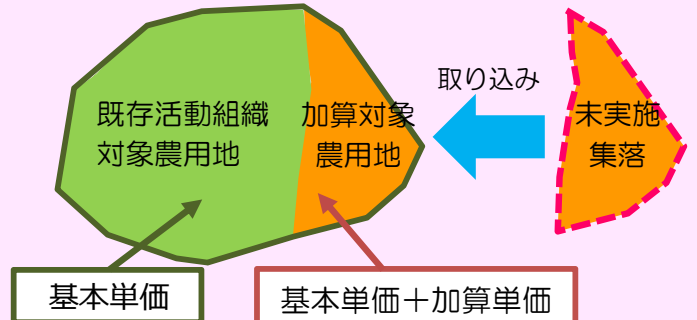 取り込み
既存活動組織
対象農用地
加算対象
農用地
未実施
集落
基本単価
基本単価＋加算単価